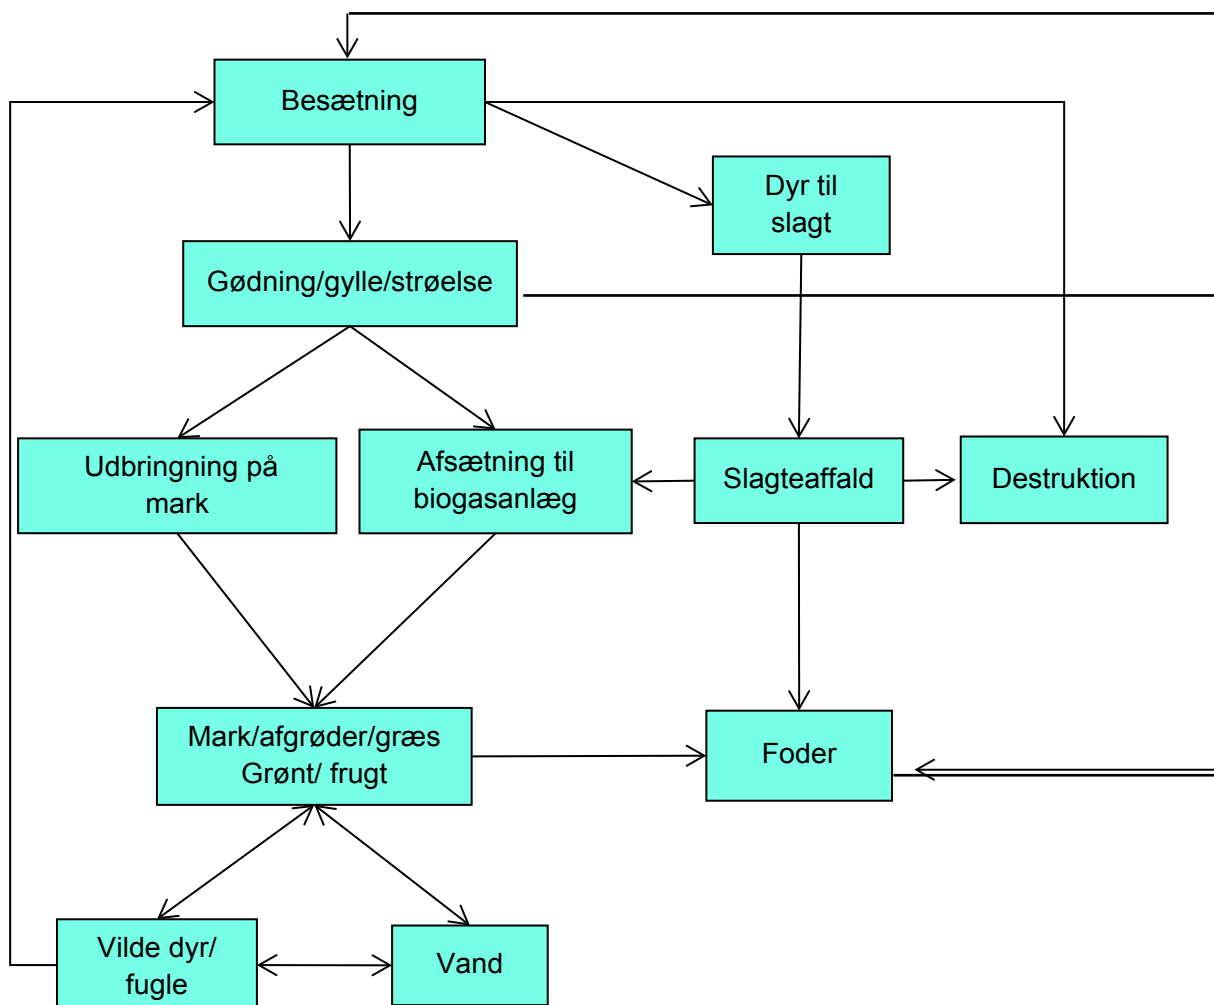 Besætning
Dyr til
slagt
Gødning/gylle/strøelse
Udbringning på
mark
Afsætning til
biogasanlæg
Slagteaffald
Destruktion
Mark/afgrøder/græs
Grønt/ frugt
Foder
Vilde dyr/
fugle
Vand